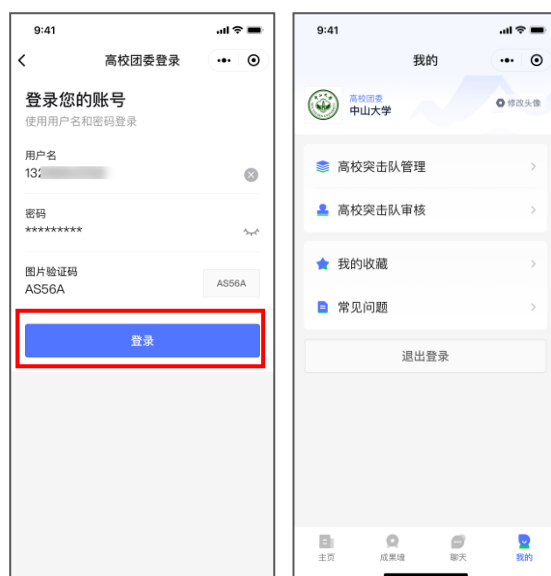 9:41
高校团委登录
登录您的账号
使用用户名和密码登录
用户名
13
密码
*********
图片验证码
AS56A
AS56A
登录
9:41
我的
高校团委
中山大学
修改头像
高校突击队管理
高校突击队审核
我的收藏
常见问题
退出登录
主页
成果墙
聊天
我的